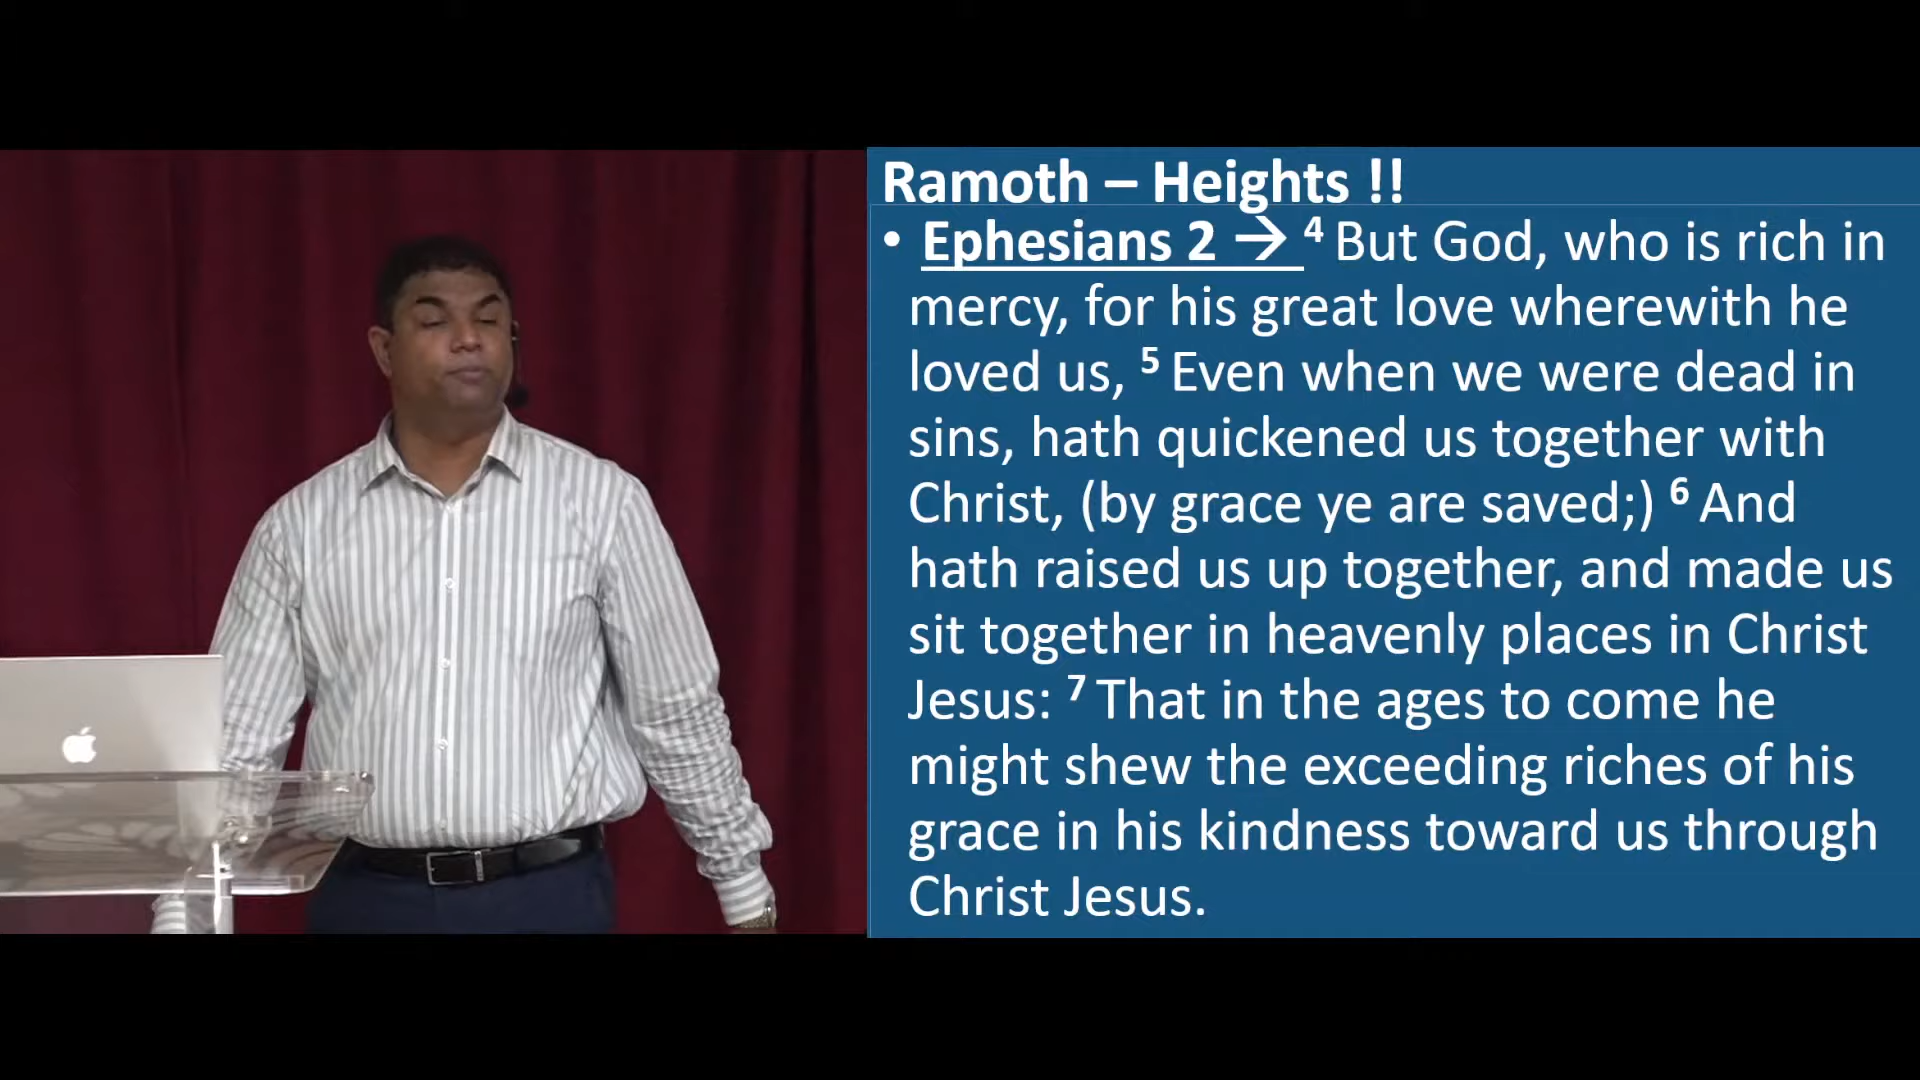 Ramoth – Heights !!
• Ephesians 2 → 4 But God, who is rich in
mercy, for his great love wherewith he
loved us, 5 Even when we were dead in
sins, hath quickened us together with
Christ, (by grace ye are saved;) 6 And
hath raised us up together, and made us
sit together in heavenly places in Christ
Jesus: 7 That in the ages to come he
might shew the exceeding riches of his
grace in his kindness toward us through
Christ Jesus.